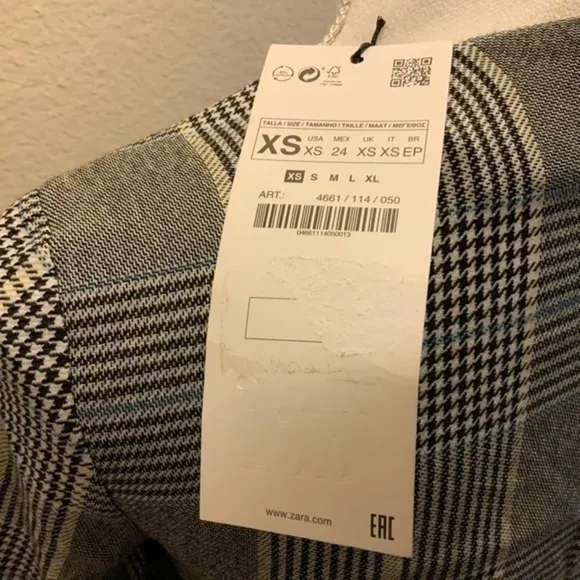 TALLA / SIZE / TAMANHO / TAILLE / MAAT / ΜΕΓΕΘΟΣ
XS USA XS MEX 24 UK XS IT XS BR EP
XS S M L XL
ART.: 4661 / 114 / 050
04661114050013
www.zara.com
EAC